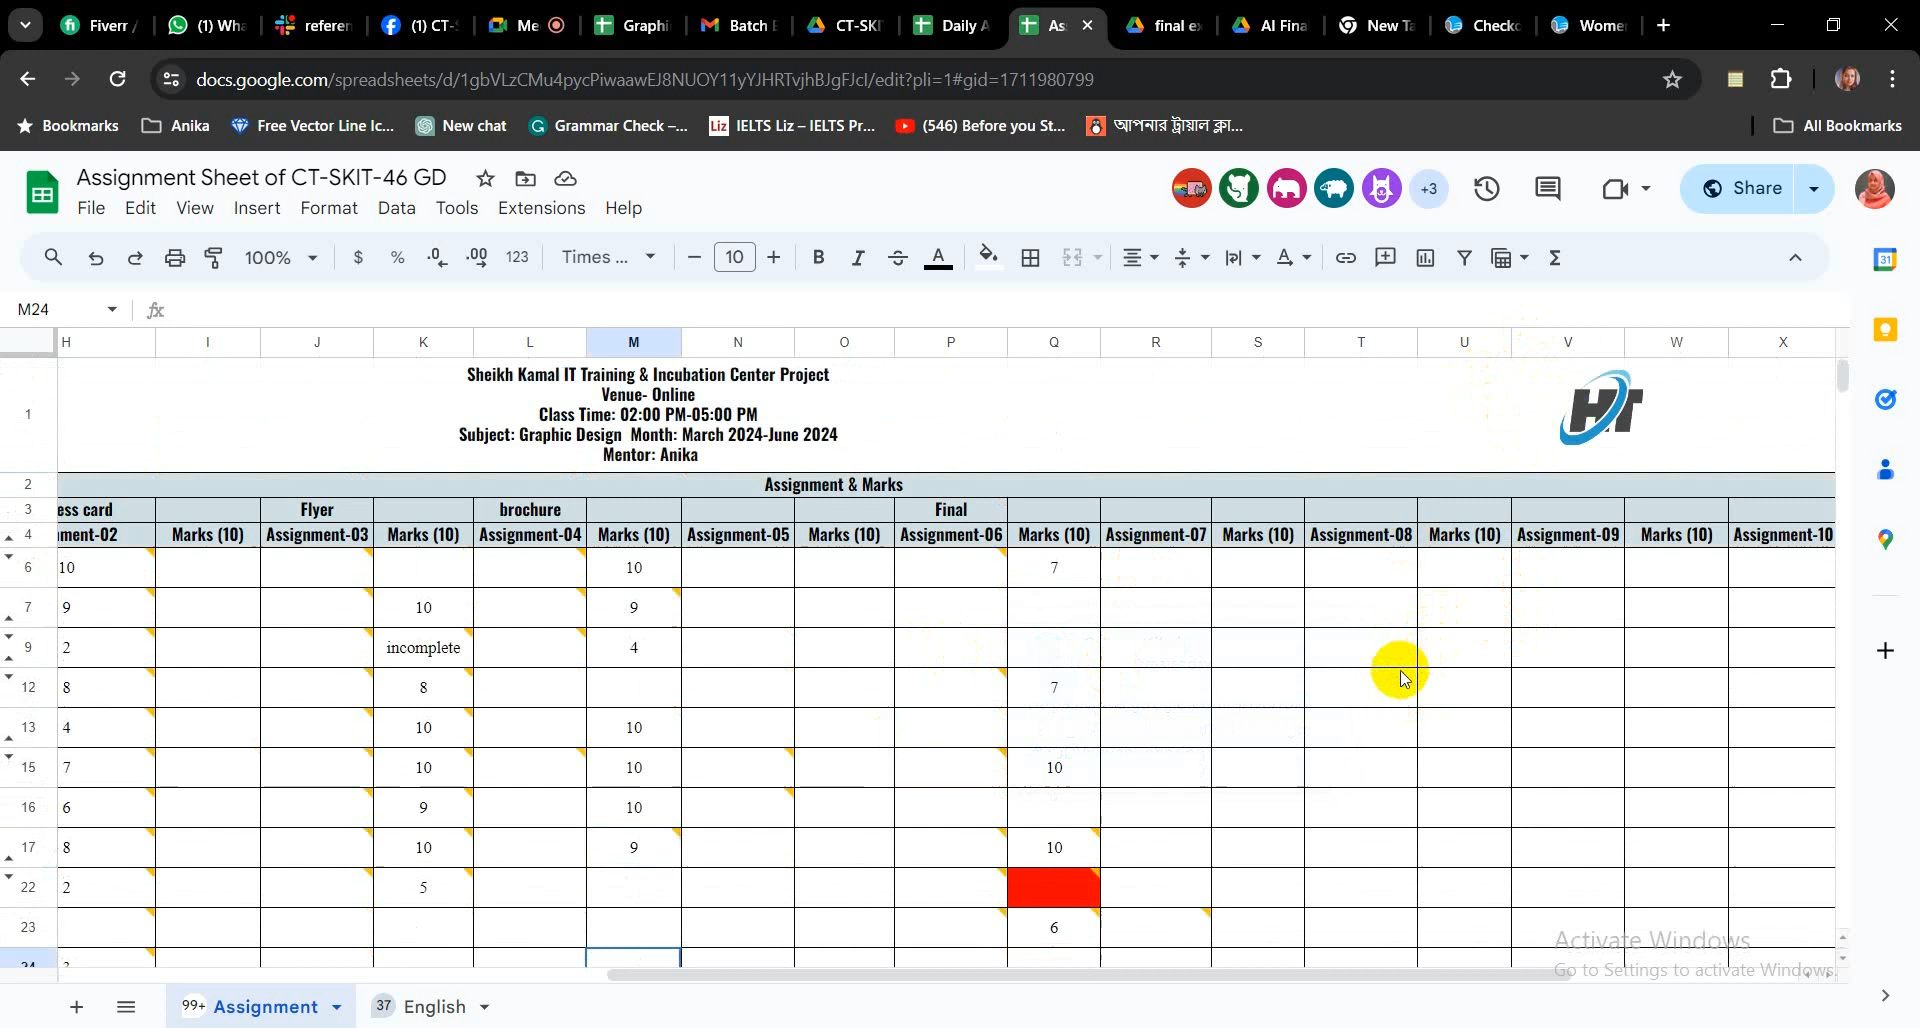 Fiverr / (1) Wha referen (1) CT-S Me Graphi Batch E CT-SKI Daily A As final ex AI Fina New Ta Checko Women
docs.google.com/spreadsheets/d/1gbVLzCMu4pycPiwaawEJ8NUOY11yYJHRTvjhBJgFJcI/edit?pli=1#gid=1711980799
Bookmarks Anika Free Vector Line Ic... New chat Grammar Check –... Liz IELTS Liz – IELTS Pr... (546) Before you St... আপনার ট্রায়াল ক্লা... All Bookmarks
Assignment Sheet of CT-SKIT-46 GD
+3 Share
File Edit View Insert Format Data Tools Extensions Help
100% $ % .0 .00 123 Times ... 10 B I S A A Σ
31
M24 fx
H I J K L M N O P Q R S T U V W X
Sheikh Kamal IT Training & Incubation Center Project
Venue- Online
1 Class Time: 02:00 PM-05:00 PM
Subject: Graphic Design Month: March 2024-June 2024
Mentor: Anika
HT
2 Assignment & Marks
3 ess card Flyer brochure Final
4 nment-02 Marks (10) Assignment-03 Marks (10) Assignment-04 Marks (10) Assignment-05 Marks (10) Assignment-06 Marks (10) Assignment-07 Marks (10) Assignment-08 Marks (10) Assignment-09 Marks (10) Assignment-10
6 10 10 7
7 9 10 9
9 2 incomplete 4
12 8 8 7
13 4 10 10
15 7 10 10 10
16 6 9 10
17 8 10 9 10
22 2 5
23 6
24
Activate Windows
Go to Settings to activate Windows.
99+ Assignment 37 English